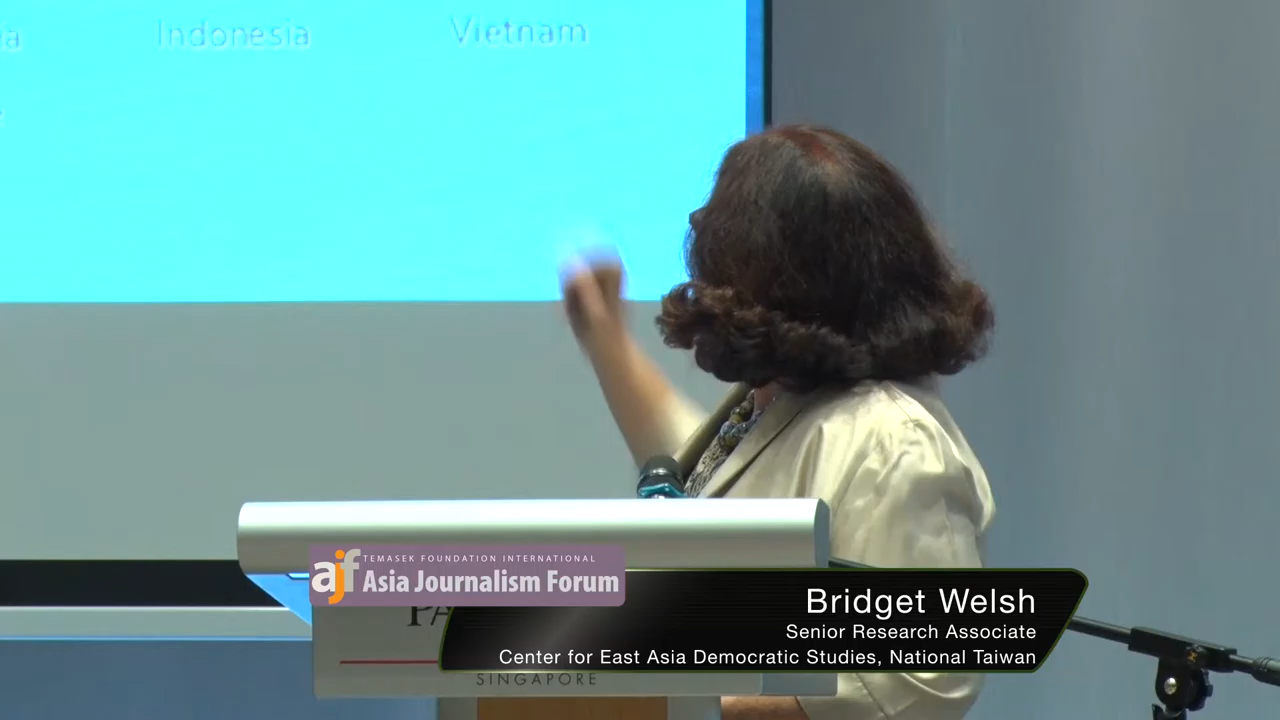 Indonesia
Vietnam
ajf
TEMASEK FOUNDATION INTERNATIONAL
Asia Journalism Forum
Bridget Welsh
Senior Research Associate
Center for East Asia Democratic Studies, National Taiwan
SINGAPORE